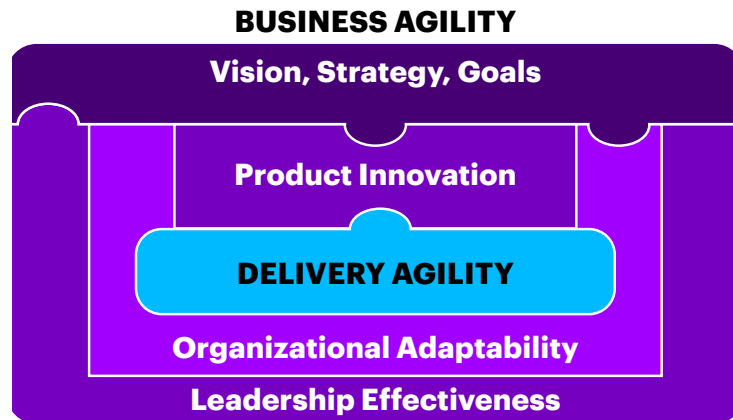 BUSINESS AGILITY
Vision, Strategy, Goals
Product Innovation
DELIVERY AGILITY
Organizational Adaptability
Leadership Effectiveness